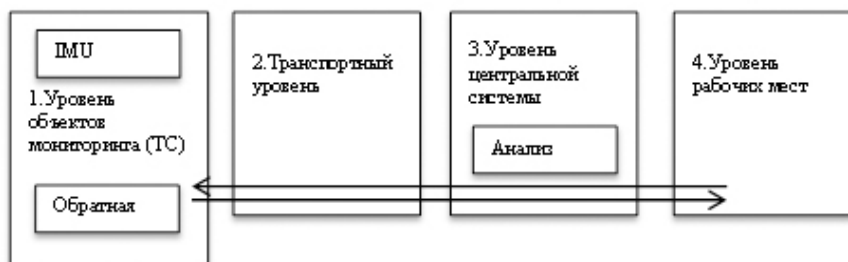 IMU
1.Уровень
объектов
мониторинга (ТС)
Обратная
2.Транспортный
уровень
3.Уровень
центральной
системы
Анализ
4.Уровень
рабочих мест